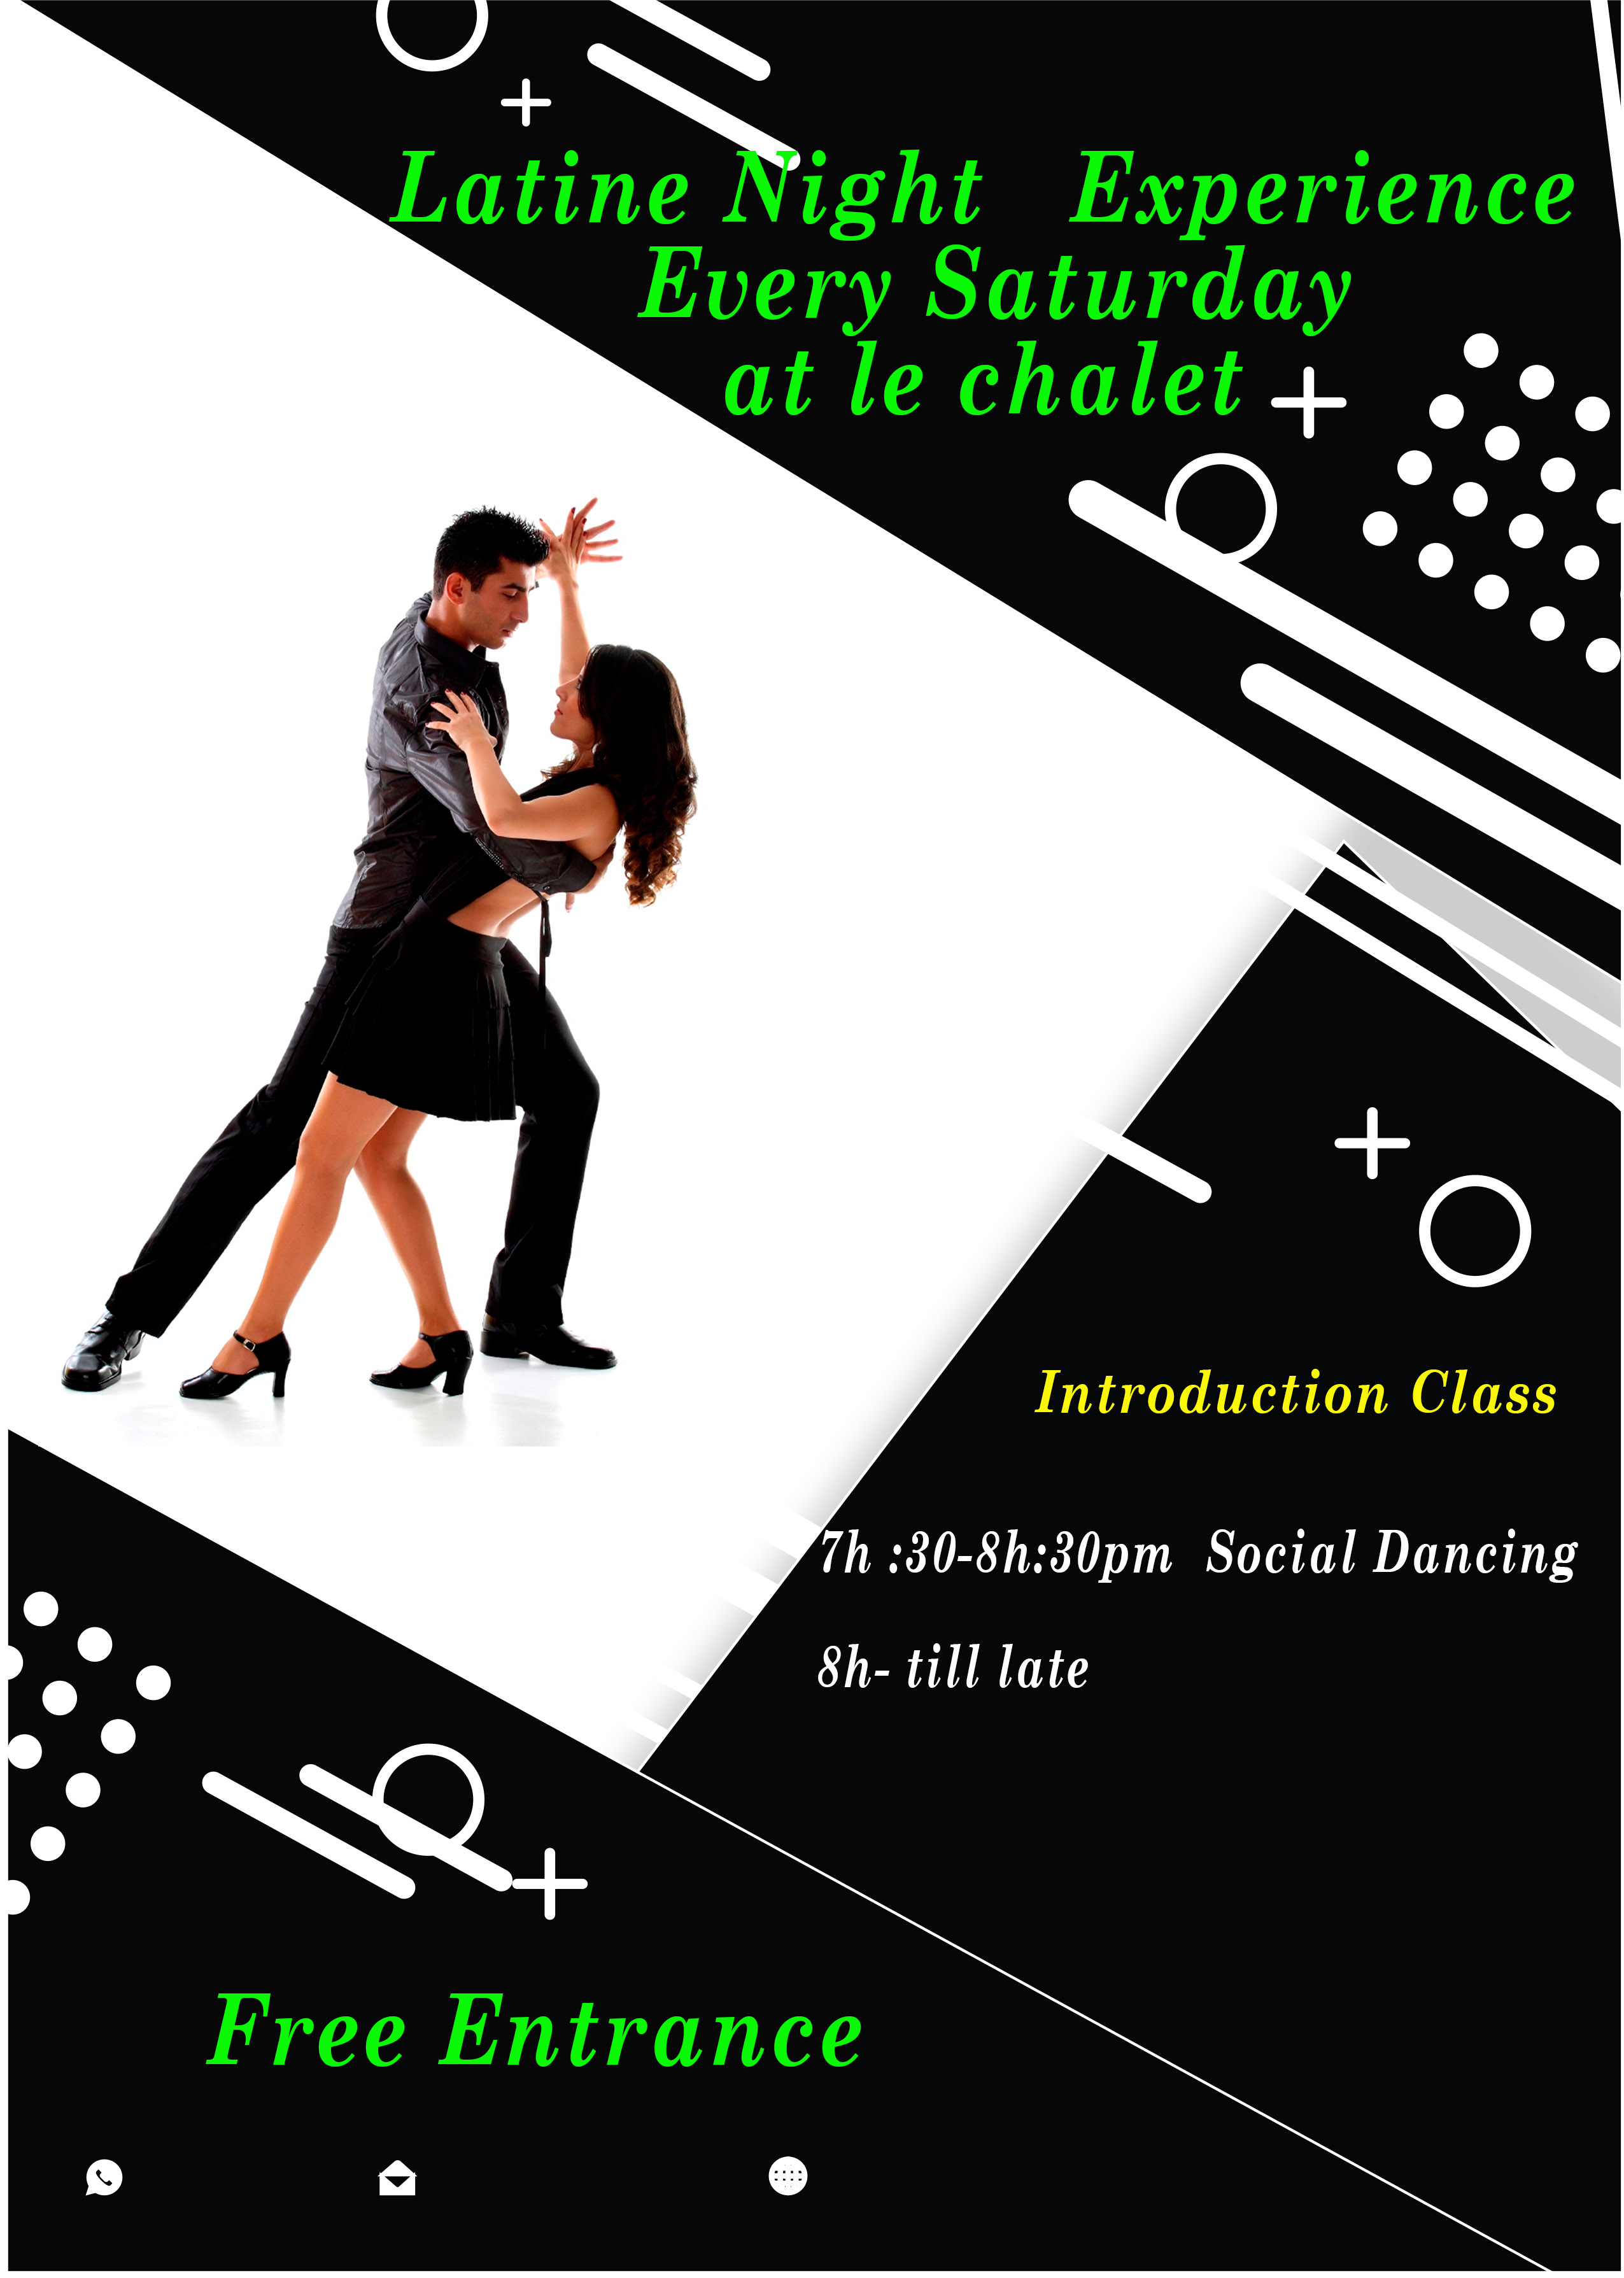 Latine Night Experience
Every Saturday
at le chalet
Introduction Class
7h :30-8h:30pm Social Dancing
8h- till late
Free Entrance